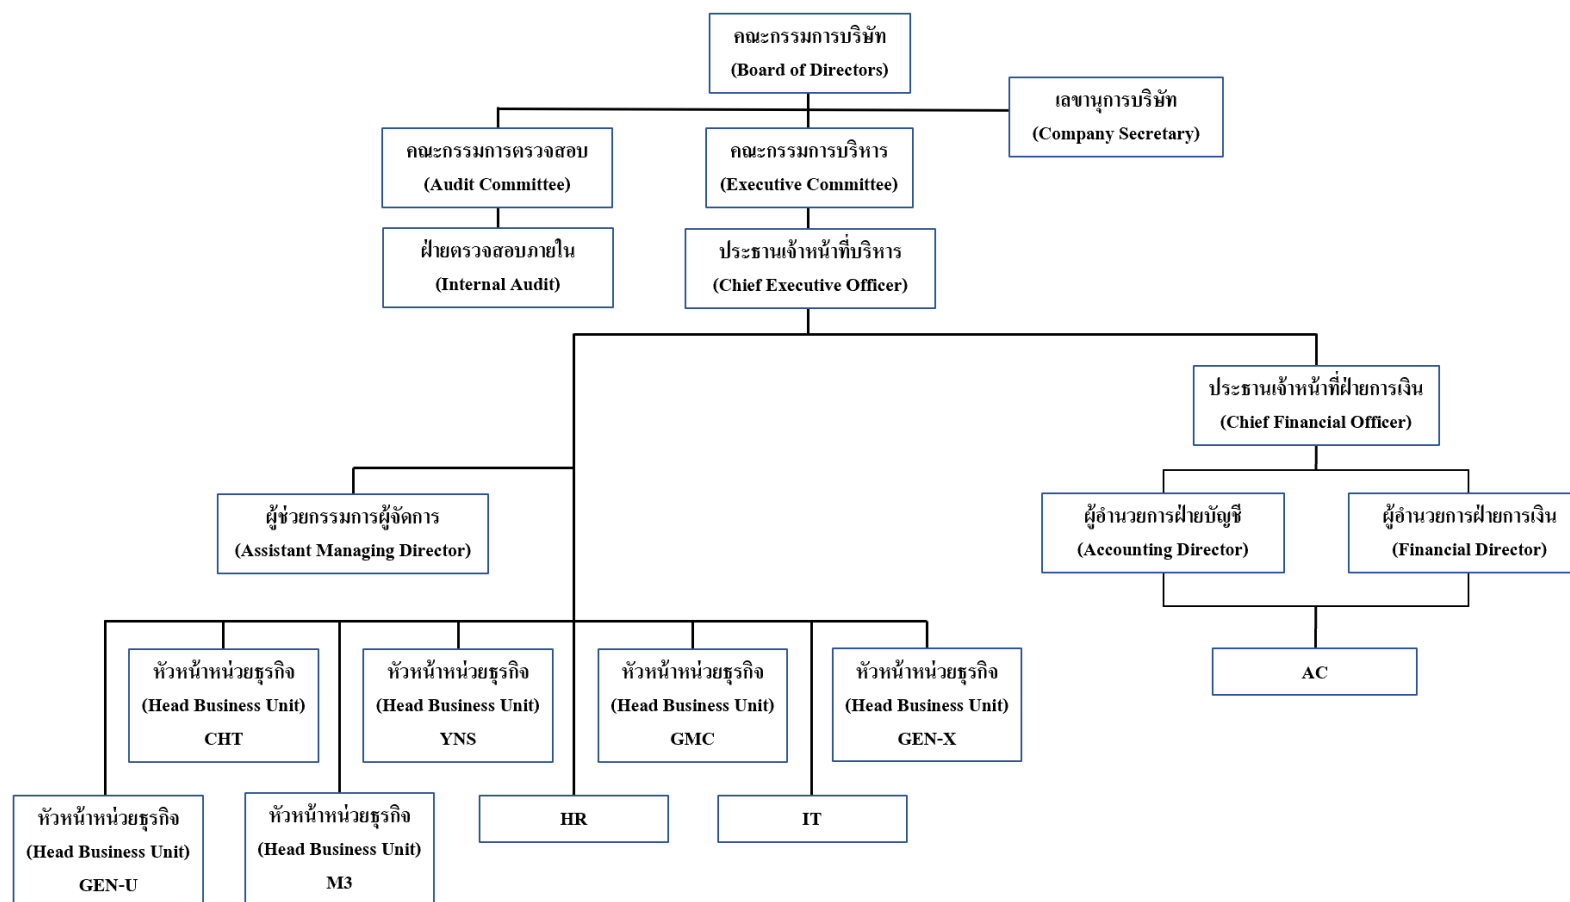 คณะกรรมการบริษัท
(Board of Directors)
เลขานุการบริษัท
(Company Secretary)
คณะกรรมการตรวจสอบ
(Audit Committee)
คณะกรรมการบริหาร
(Executive Committee)
ฝ่ายตรวจสอบภายใน
(Internal Audit)
ประธานเจ้าหน้าที่บริหาร
(Chief Executive Officer)
ประธานเจ้าหน้าที่ฝ่ายการเงิน
(Chief Financial Officer)
ผู้ช่วยกรรมการผู้จัดการ
(Assistant Managing Director)
ผู้อำนวยการฝ่ายบัญชี
(Accounting Director)
ผู้อำนวยการฝ่ายการเงิน
(Financial Director)
หัวหน้าหน่วยธุรกิจ
(Head Business Unit)
CHT
หัวหน้าหน่วยธุรกิจ
(Head Business Unit)
YNS
หัวหน้าหน่วยธุรกิจ
(Head Business Unit)
GMC
หัวหน้าหน่วยธุรกิจ
(Head Business Unit)
GEN-X
AC
หัวหน้าหน่วยธุรกิจ
(Head Business Unit)
GEN-U
หัวหน้าหน่วยธุรกิจ
(Head Business Unit)
M3
HR
IT